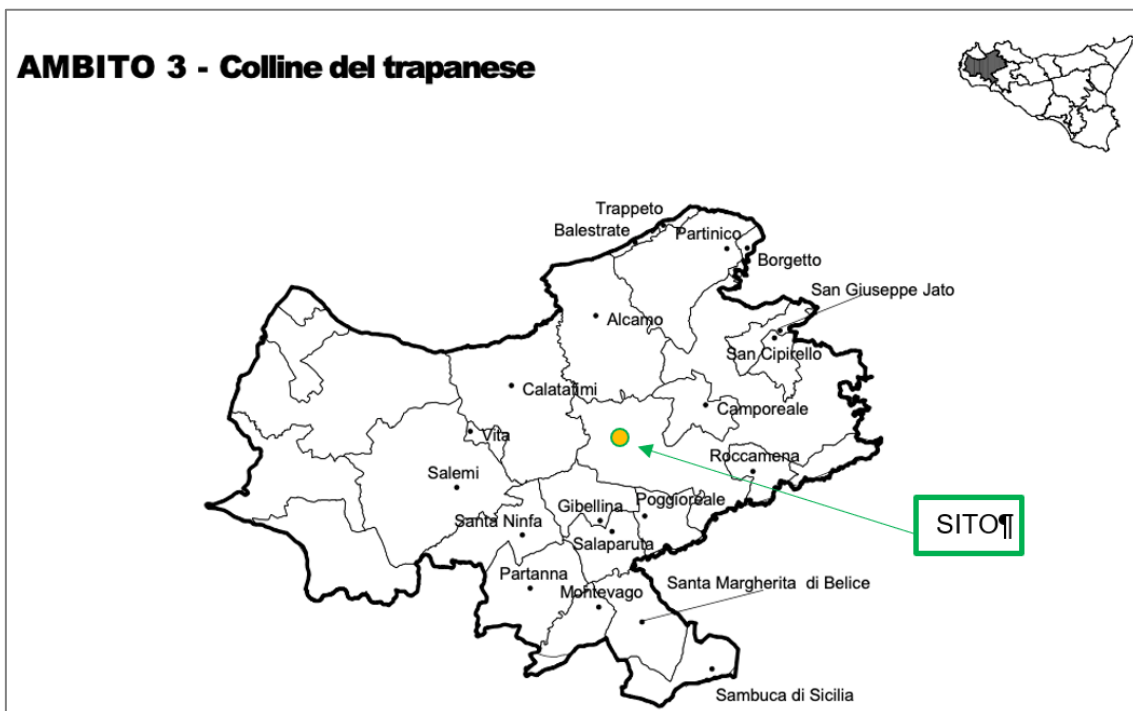 AMBITO 3 - Colline del trapanese
Trappeto
Balestrate
Partinico
Borgetto
San Giuseppe Jato
Alcamo
San Cipirello
Calatafimi
Camporeale
Vita
Roccamena
Salemi
Gibellina
Poggioreale
SITO¶
Santa Ninfa
Salaparuta
Partanna
Montevago
Santa Margherita di Belice
Sambuca di Sicilia